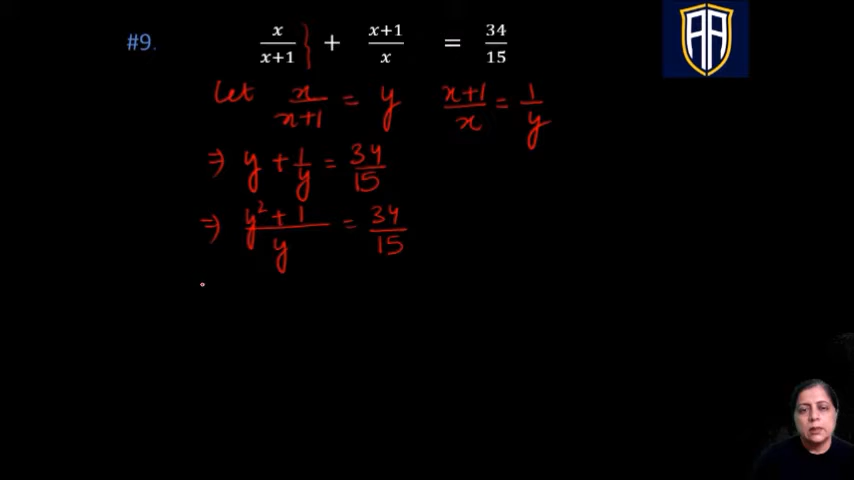 #9. x/x+1 } + x+1/x = 34/15
Let x/x+1 = y x+1/x = 1/y
⇒ y + 1/y = 34/15
⇒ y² + 1/y = 34/15